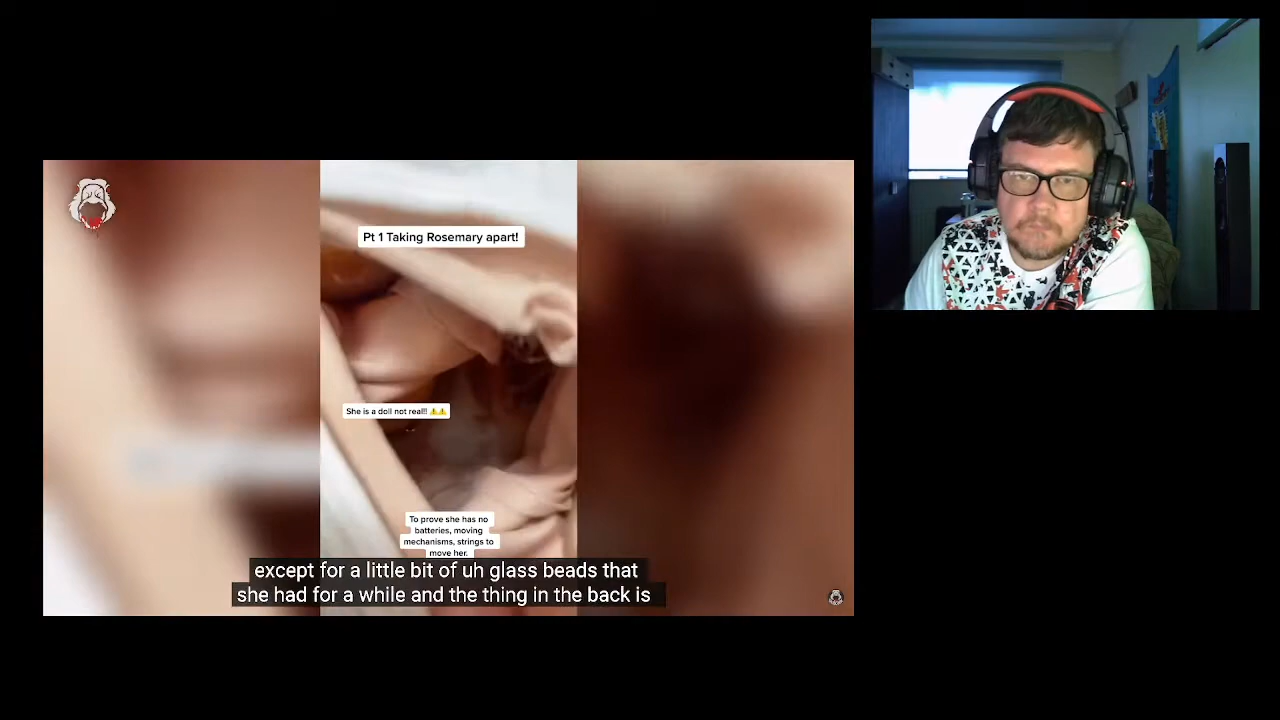 Pt 1 Taking Rosemary apart!
She is a doll not real!! ⚠️⚠️
To prove she has no
batteries, moving
mechanisms, strings to
move her.
except for a little bit of uh glass beads that
she had for a while and the thing in the back is